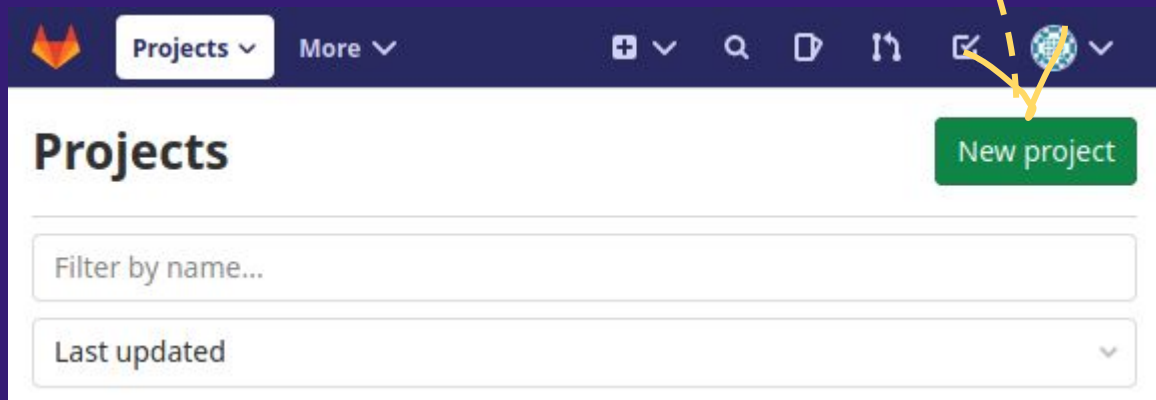 Projects More
Projects New project
Filter by name...
Last updated